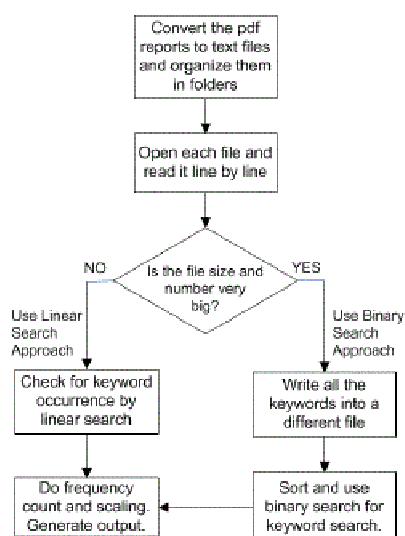 Convert the pdf
reports to text files
and organize them
in folders
Open each file and
read it line by line
Is the file size and
number very
big?
NO
YES
Use Linear
Search
Approach
Use Binary
Search
Approach
Check for keyword
occurrence by
linear search
Write all the
keywords into a
different file
Do frequency
count and scaling.
Generate output.
Sort and use
binary search for
keyword search.